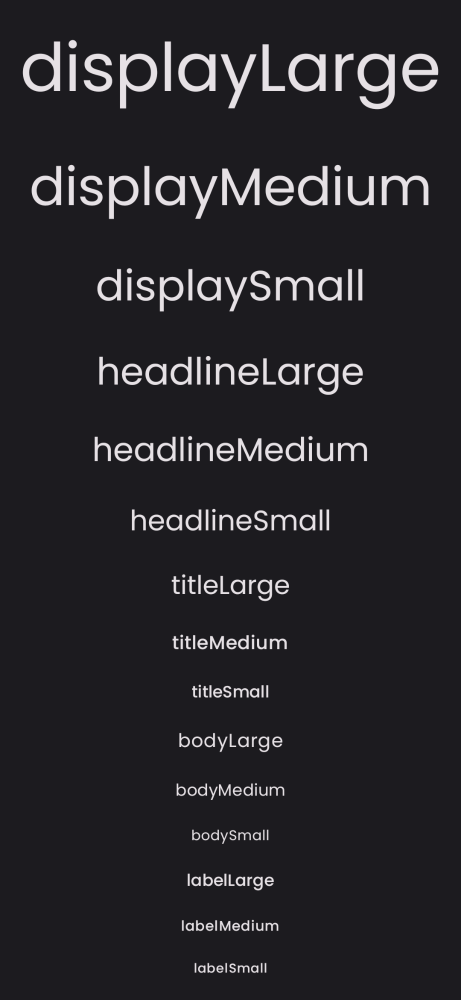 displayLarge
displayMedium
displaySmall
headlineLarge
headlineMedium
headlineSmall
titleLarge
titleMedium
titleSmall
bodyLarge
bodyMedium
bodySmall
labelLarge
labelMedium
labelSmall